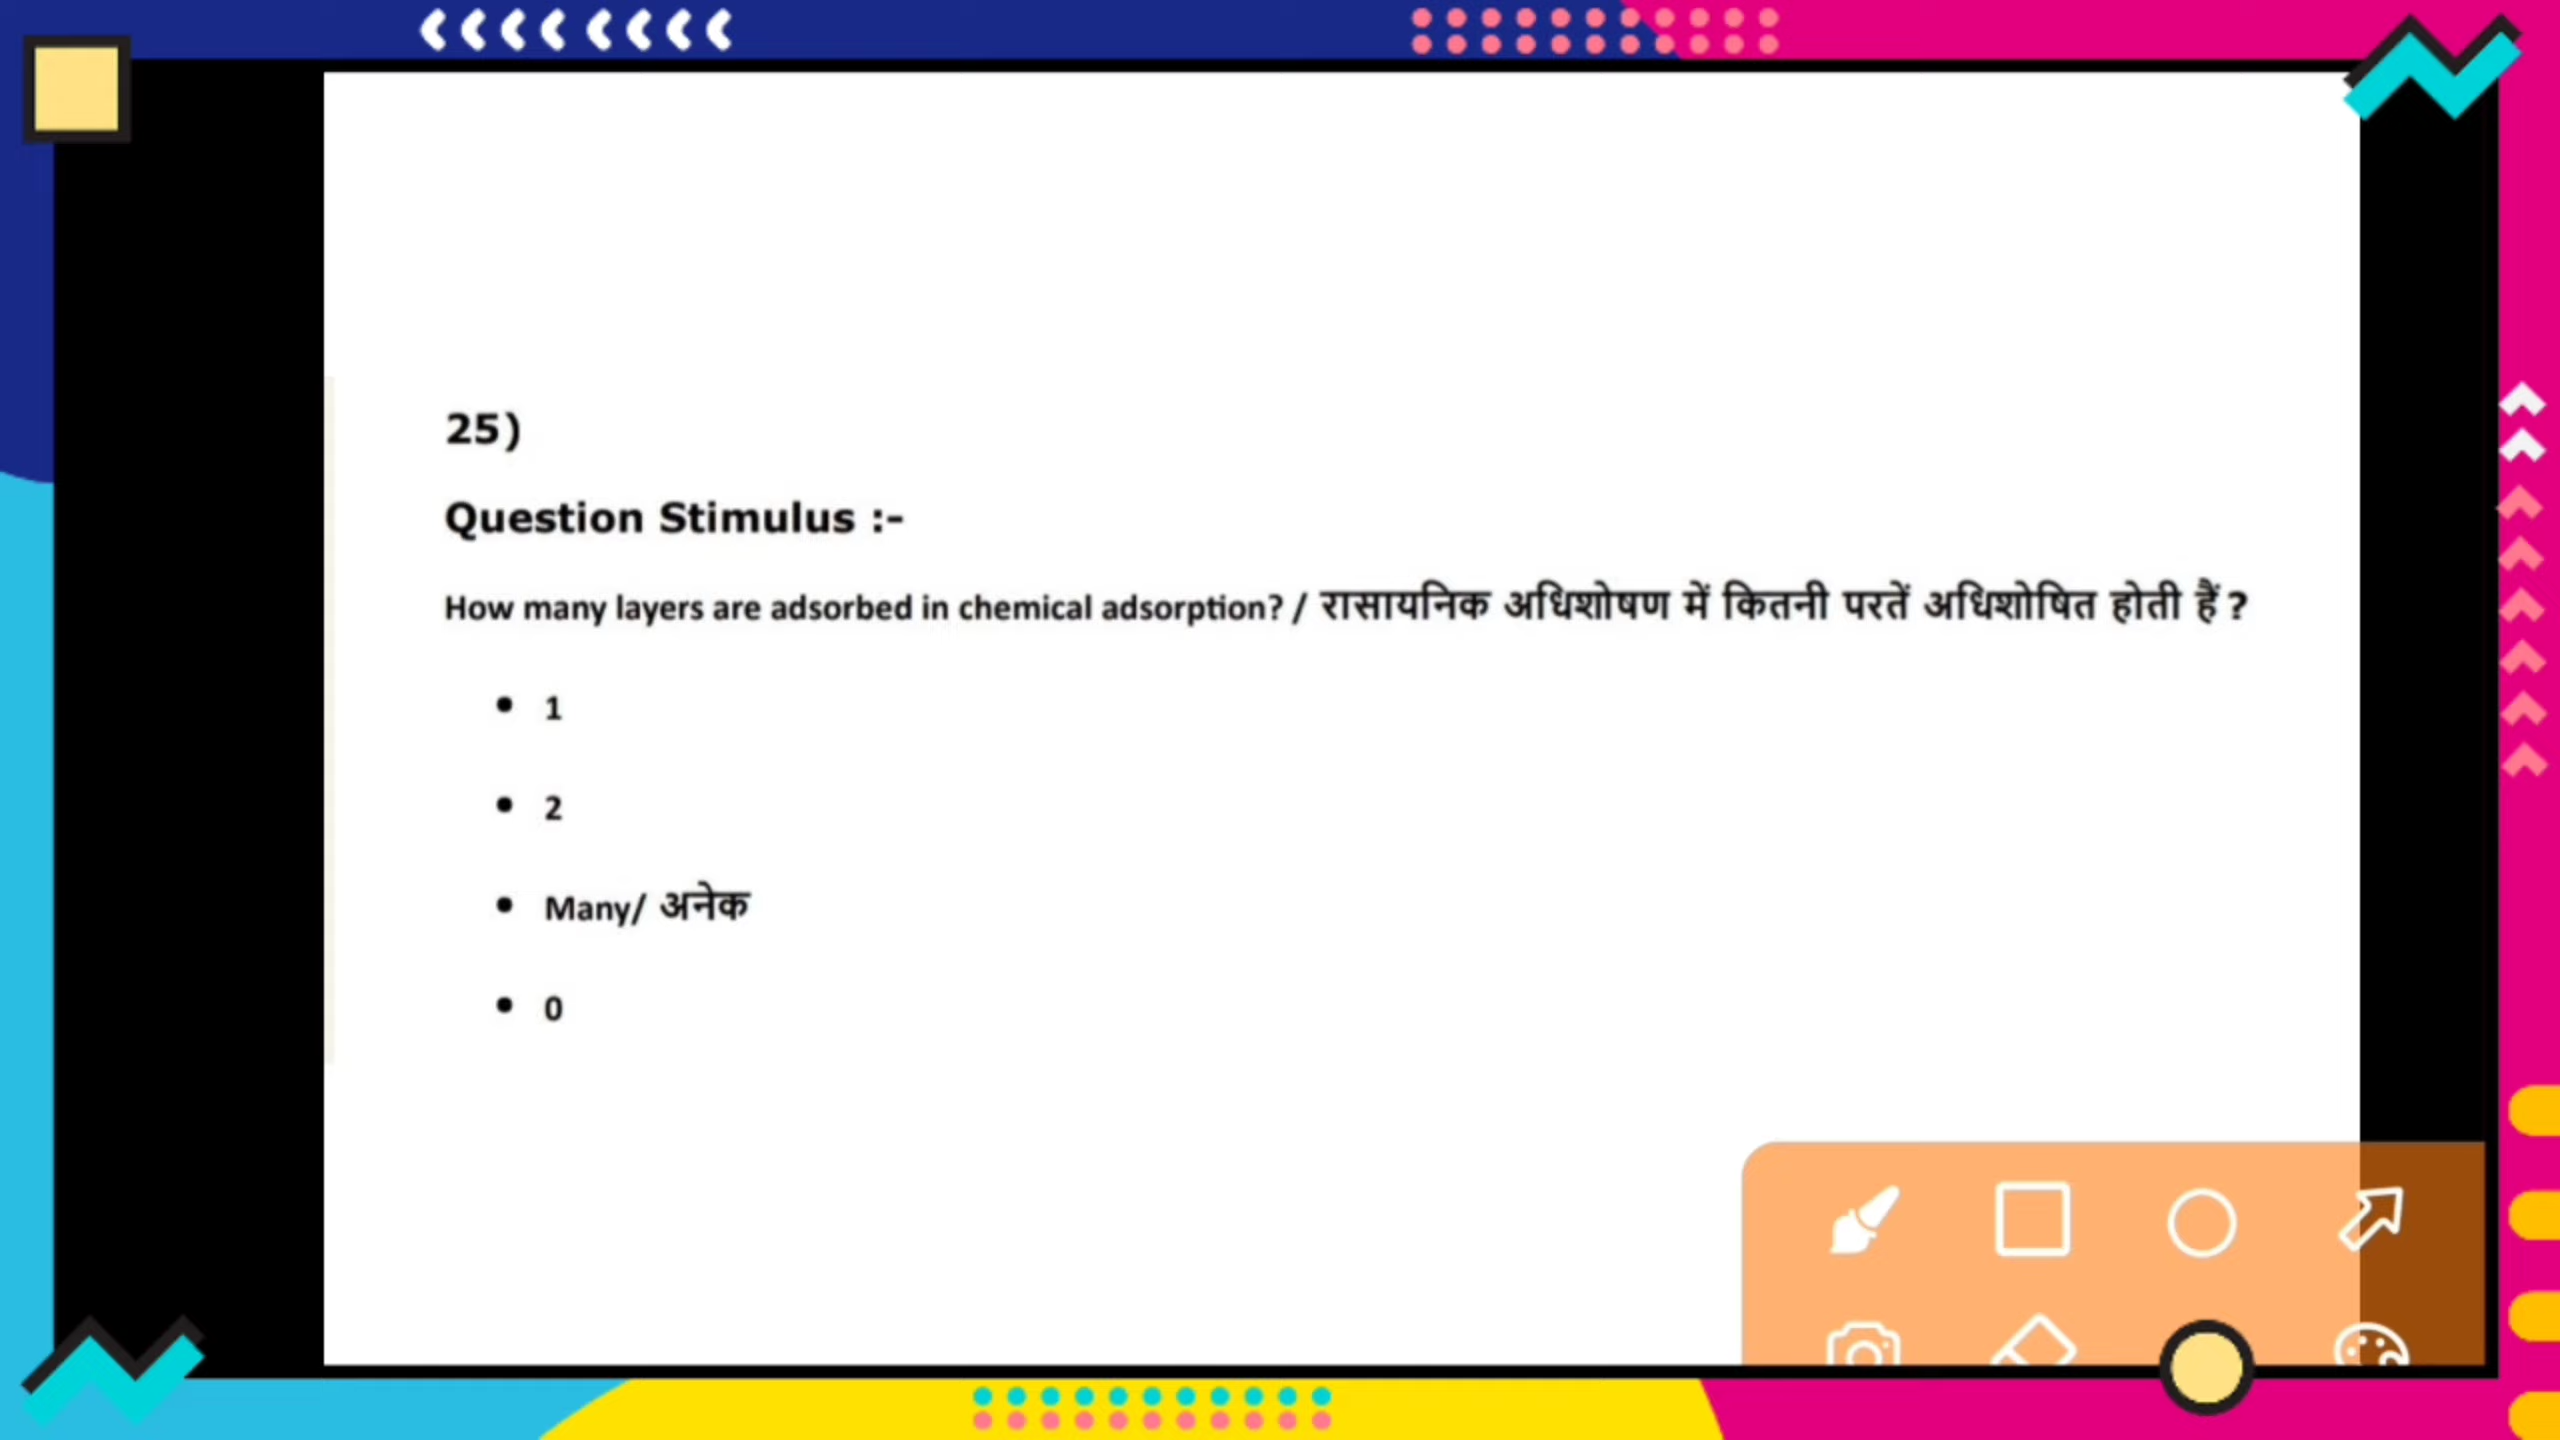 25)
Question Stimulus :-
How many layers are adsorbed in chemical adsorption? / रासायनिक अधिशोषण में कितनी परतें अधिशोषित होती हैं ?
• 1
• 2
• Many/ अनेक
• 0